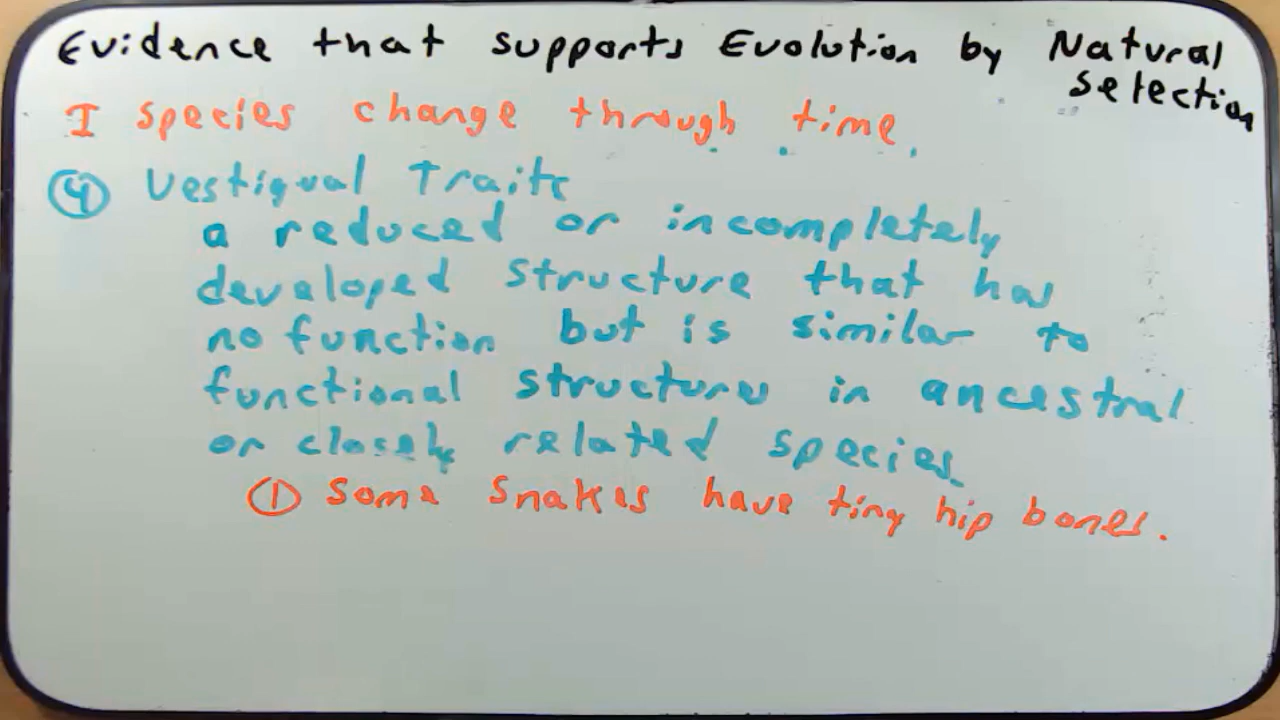 Evidence that supports Evolution by Natural
Selection
I species change through time.
④ Vestigual Traits
a reduced or incompletely
developed structure that has
no function but is similar to
functional structures in ancestral
or closely related species.
① Some snakes have tiny hip bones.